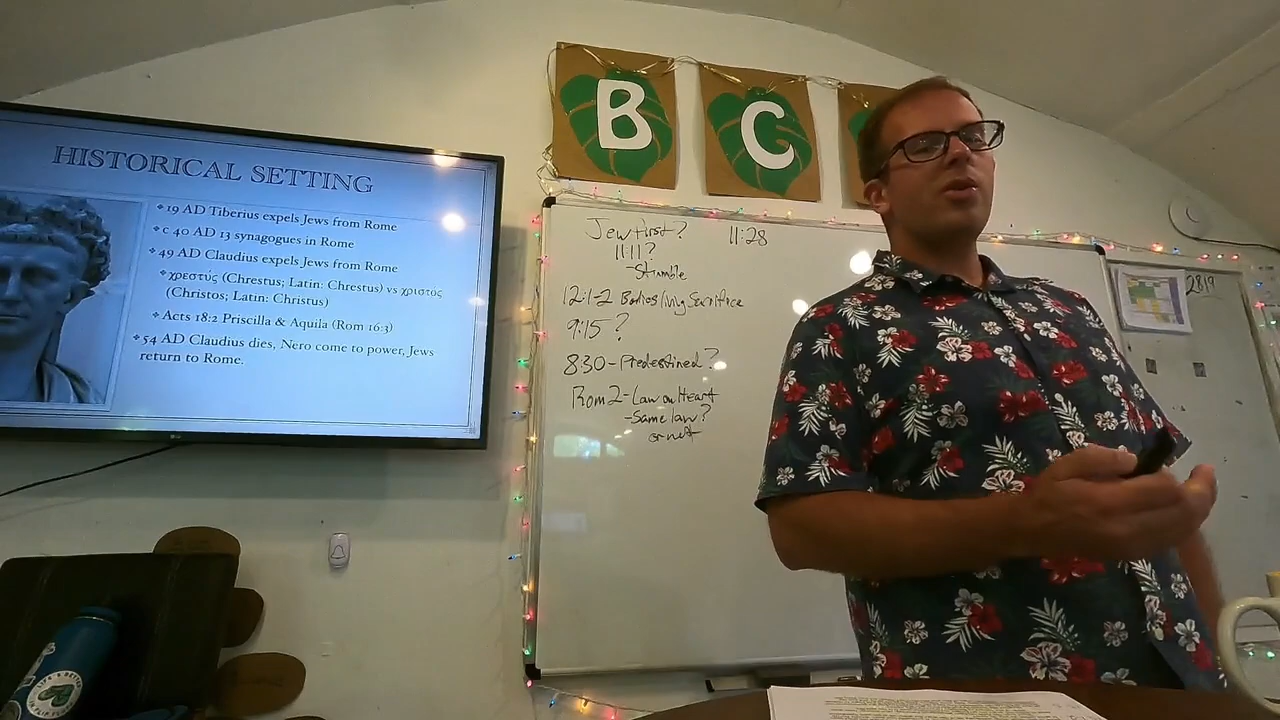 HISTORICAL SETTING
19 AD Tiberius expels Jews from Rome
c 40 AD 13 synagogues in Rome
49 AD Claudius expels Jews from Rome
χρεστύς (Chrestus; Latin: Chrestus) vs χριστός
(Christos; Latin: Christus)
Acts 18:2 Priscilla & Aquila (Rom 16:3)
54 AD Claudius dies, Nero come to power, Jews
return to Rome.
B
C
Jew first? 11:28
11:11?
-Stumble
12:1-2 Bodies living Sacrifice
9:15?
8:30-Predestined?
Rom 2-Law on Heart
-Same law?
or not
2819
LG